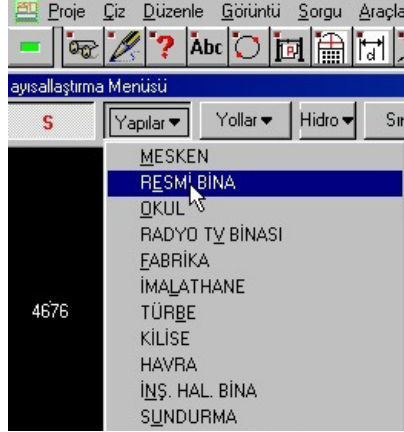 Proje Çiz Düzenle Görüntü Sorgu Araçla
? Abc P d
ayısallaştırma Menüsü
S Yapılar Yollar Hidro Sır
MESKEN
RESMİ BİNA
OKUL
RADYO TV BİNASI
FABRİKA
İMALATHANE
4676
TÜRBE
KİLİSE
HAVRA
İNŞ. HAL. BİNA
SUNDURMA